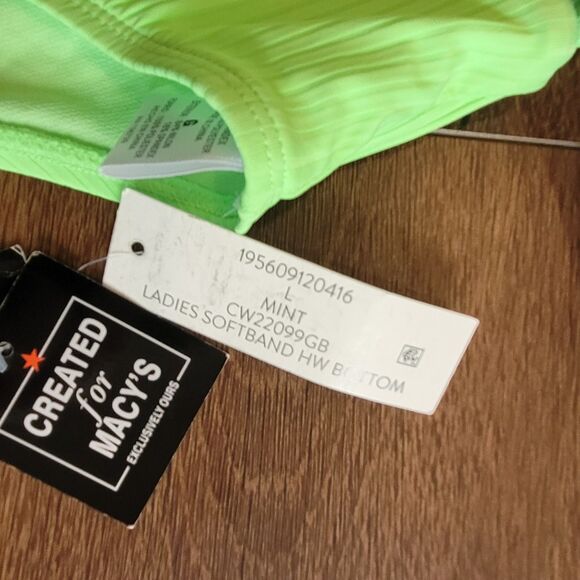 195609120416
L
MINT
CW22099GB
LADIES SOFTBAND HW BOTTOM
CREATED
for
MACY'S
EXCLUSIVELY OURS